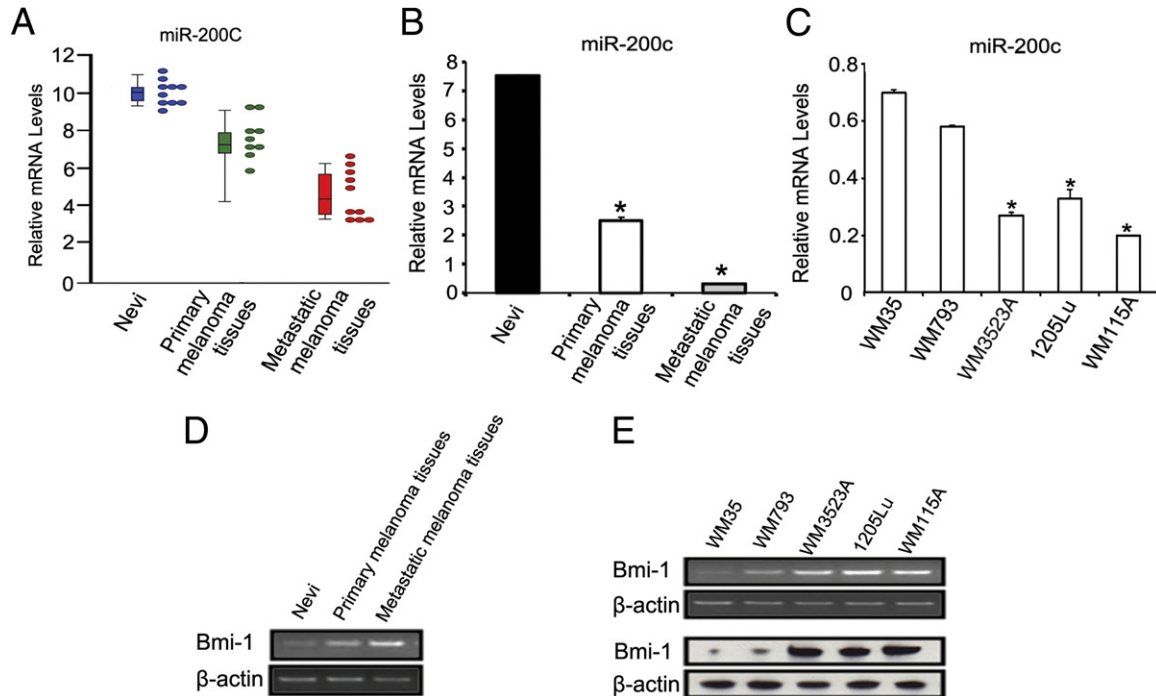 A
miR-200C
Relative mRNA Levels
12
10
8
6
4
2
0
Nevi
Primary
melanoma
tissues
Metastatic
melanoma
tissues
B
miR-200c
Relative mRNA Levels
8
7
6
5
4
3
2
1
0
*
*
Nevi
Primary
melanoma
tissues
Metastatic
melanoma
tissues
C
miR-200c
Relative mRNA Levels
0.8
0.6
0.4
0.2
0
*
*
*
WM35
WM793
WM3523A
1205Lu
WM115A
D
Nevi
Primary melanoma tissues
Metastatic melanoma tissues
Bmi-1
β-actin
E
WM35
WM793
WM3523A
1205Lu
WM115A
Bmi-1
β-actin
Bmi-1
β-actin